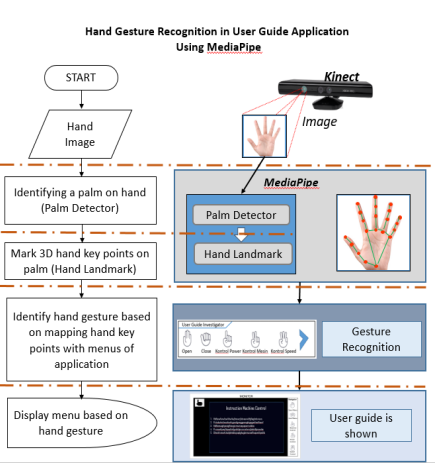 Hand Gesture Recognition in User Guide Application
Using MediaPipe
START
Hand
Image
Identifying a palm on hand
(Palm Detector)
Mark 3D hand key points on
palm (Hand Landmark)
Identify hand gesture based
on mapping hand key
points with menus of
application
Display menu based on
hand gesture
Kinect
Image
MediaPipe
Palm Detector
Hand Landmark
User Guide Investigator
Open Close Kontrol Power Kontrol Mesin Kontrol Speed
Gesture
Recognition
Instruction Machine Control
User guide is
shown